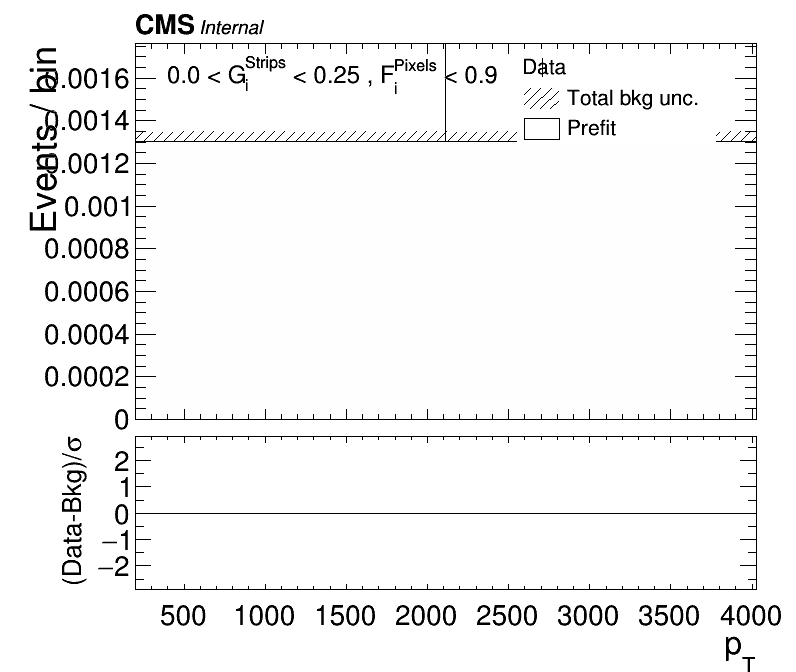 CMS Internal
Events / bin
0.0 < G_i^Strips < 0.25 , F_i^Pixels < 0.9
Data
Total bkg unc.
Prefit
0.0016
0.0014
0.0012
0.001
0.0008
0.0006
0.0004
0.0002
0
(Data-Bkg)/σ
2
1
0
−1
−2
500 1000 1500 2000 2500 3000 3500 4000
p_T